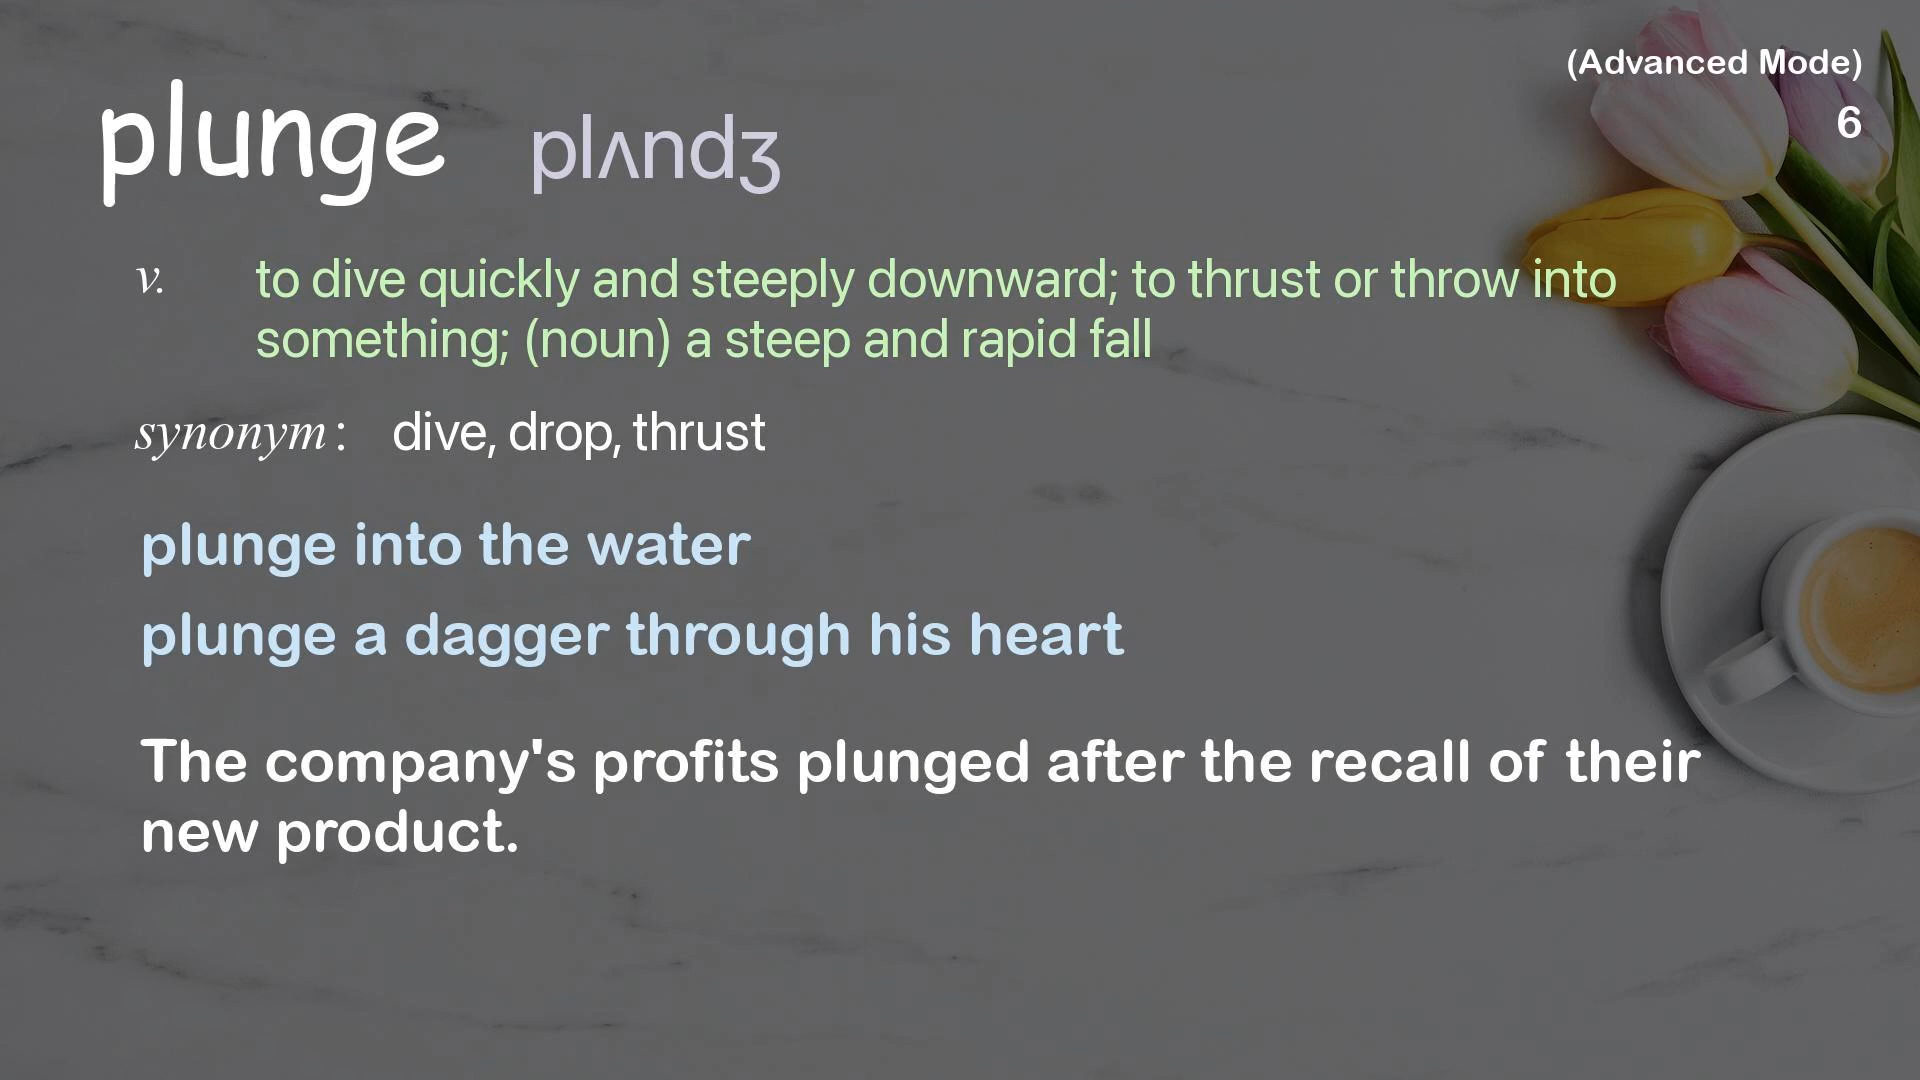 (Advanced Mode)
6
plunge plʌndʒ
v. to dive quickly and steeply downward; to thrust or throw into
something; (noun) a steep and rapid fall
synonym : dive, drop, thrust
plunge into the water
plunge a dagger through his heart
The company's profits plunged after the recall of their
new product.